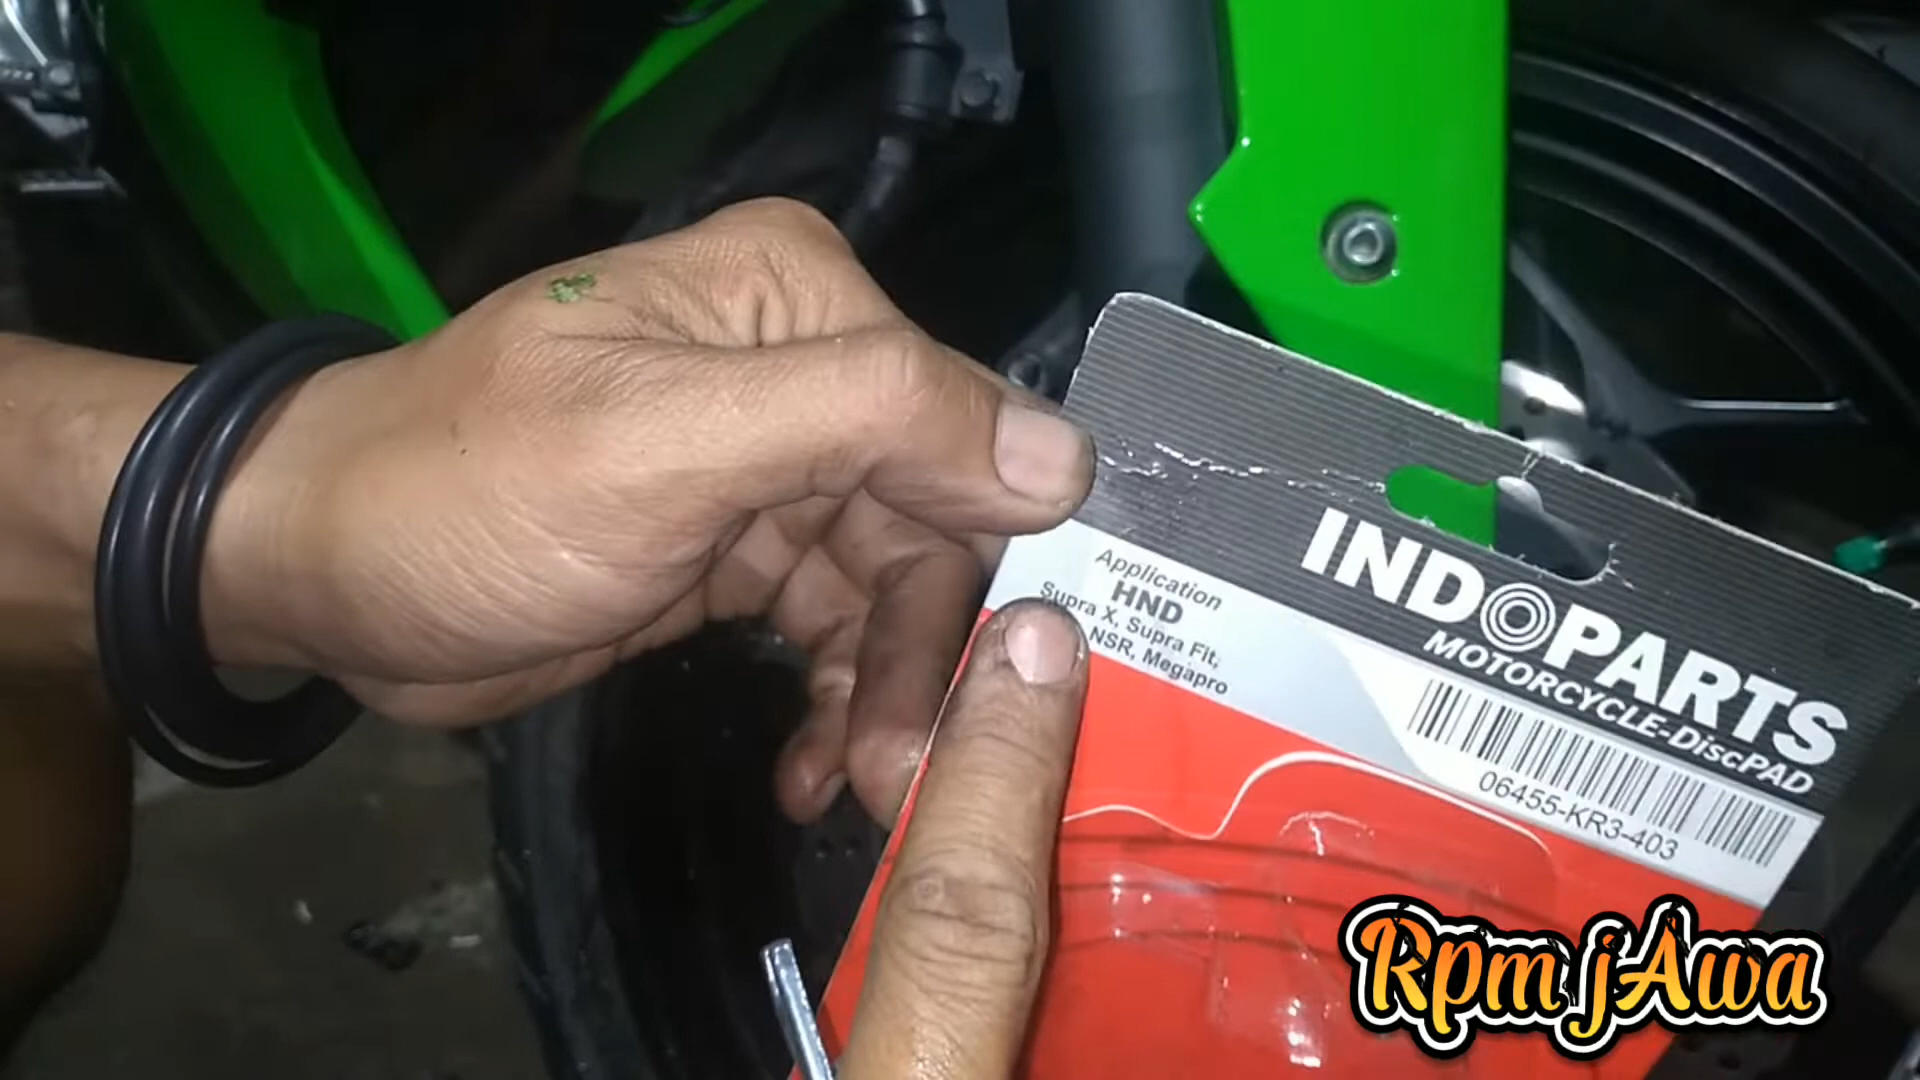 INDOPARTS
MOTORCYCLE-DiscPAD
Application
HND
Supra X, Supra Fit,
NSR, Megapro
06455-KR3-403
Rpm jAwa